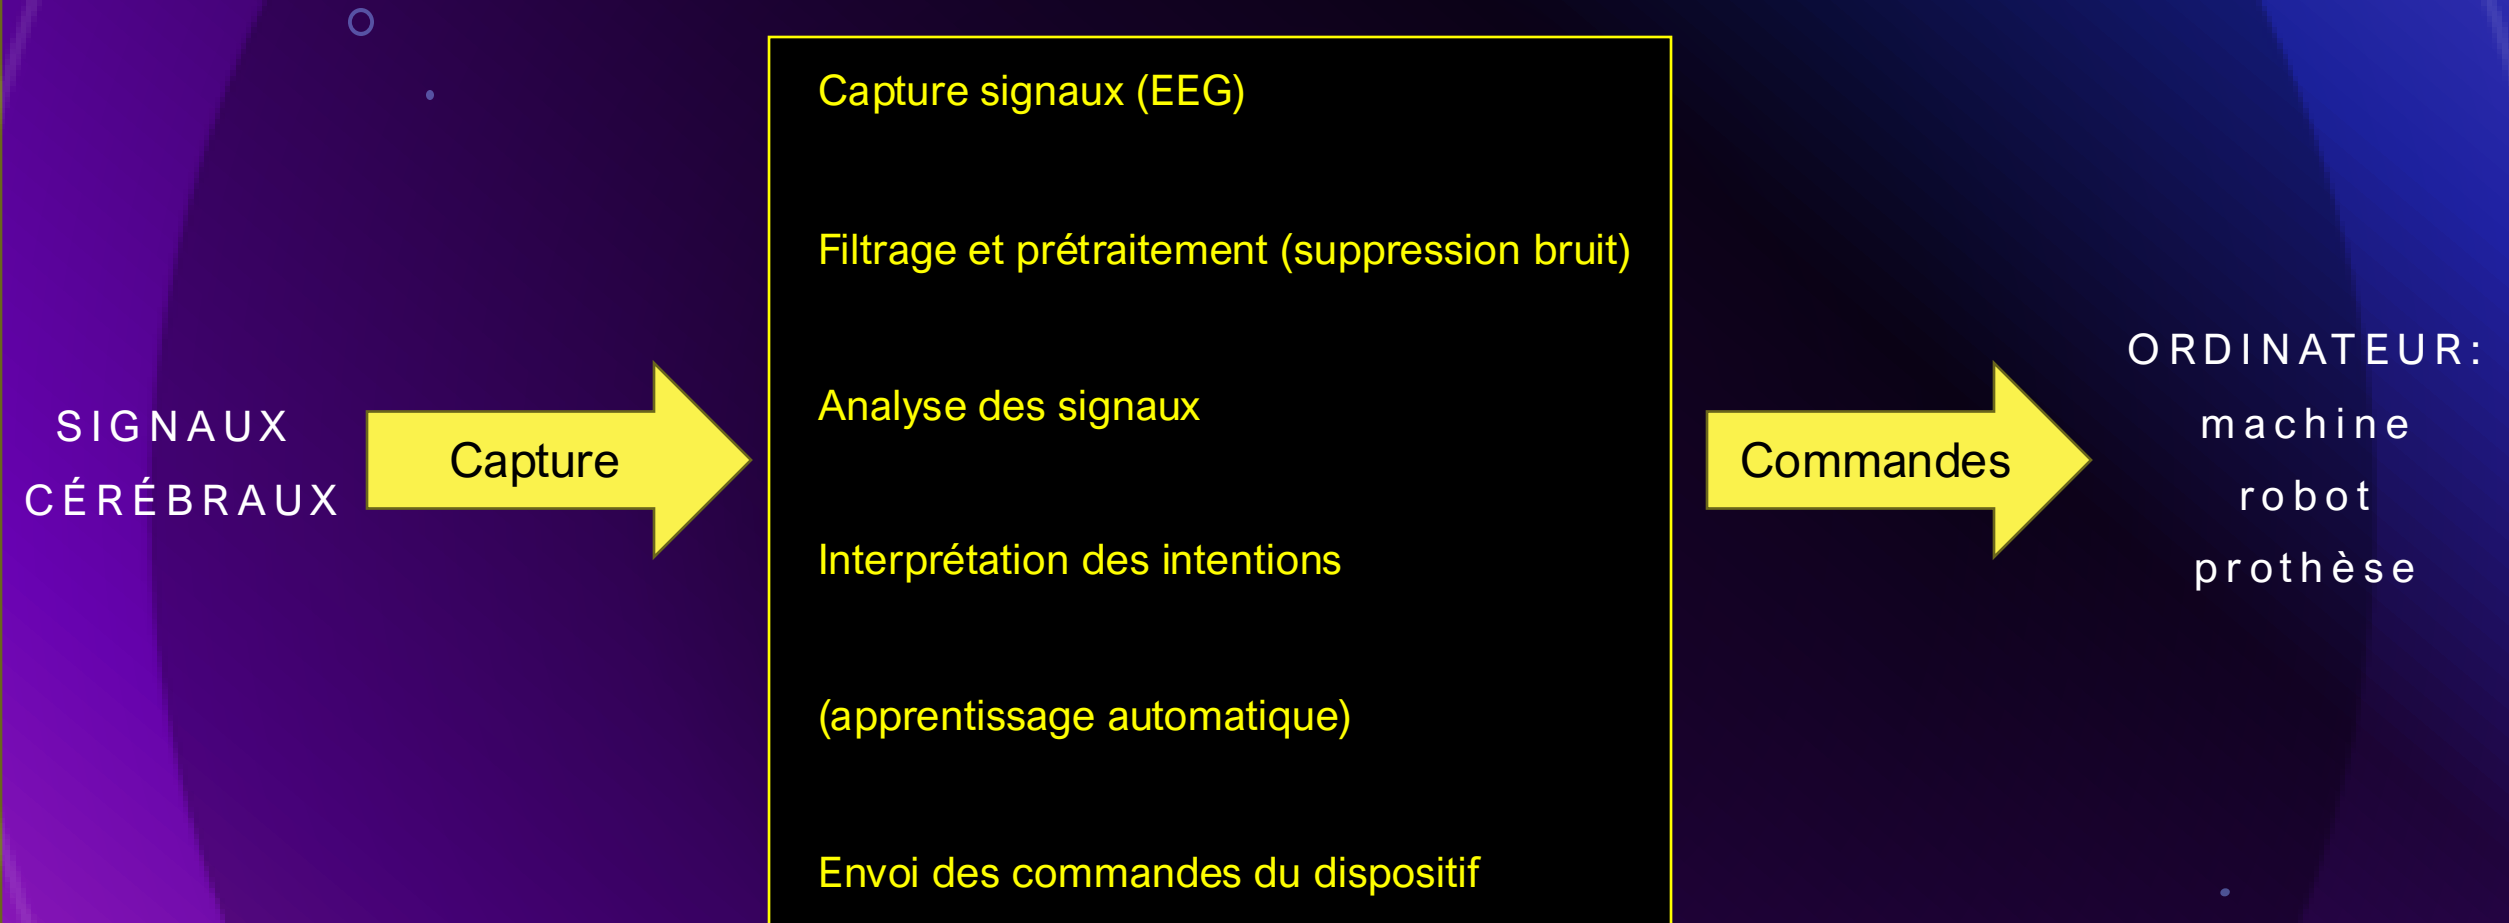 SIGNAUX
CÉRÉBRAUX
Capture
Capture signaux (EEG)
Filtrage et prétraitement (suppression bruit)
Analyse des signaux
Interprétation des intentions
(apprentissage automatique)
Envoi des commandes du dispositif
Commandes
ORDINATEUR:
machine
robot
prothèse